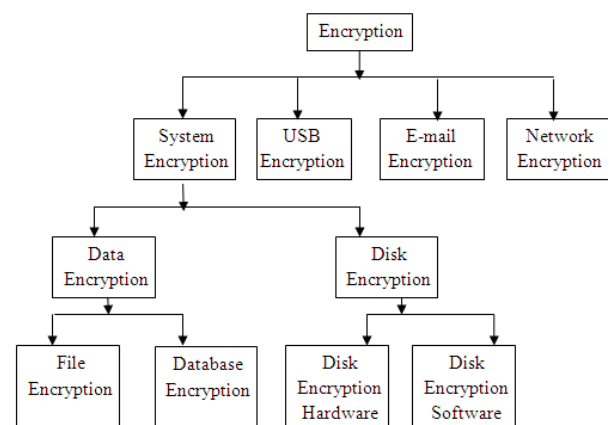 Encryption
System
Encryption
USB
Encryption
E-mail
Encryption
Network
Encryption
Data
Encryption
Disk
Encryption
File
Encryption
Database
Encryption
Disk
Encryption
Hardware
Disk
Encryption
Software